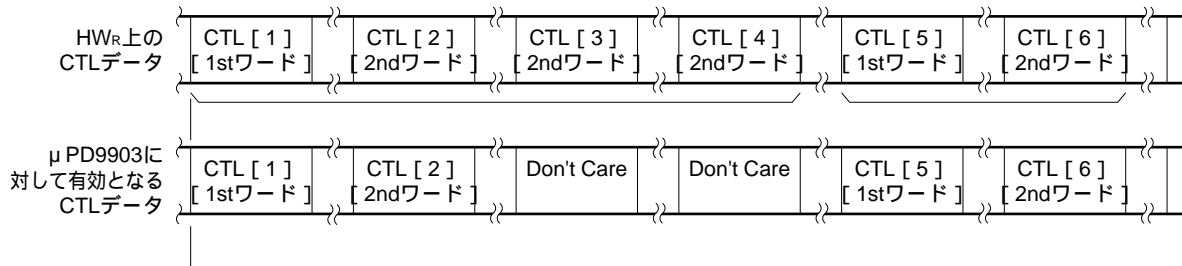 HWR上の
CTLデータ
CTL [ 1 ]
[ 1stワード ]
CTL [ 2 ]
[ 2ndワード ]
CTL [ 3 ]
[ 2ndワード ]
CTL [ 4 ]
[ 2ndワード ]
CTL [ 5 ]
[ 1stワード ]
CTL [ 6 ]
[ 2ndワード ]
μPD9903に
対して有効となる
CTLデータ
CTL [ 1 ]
[ 1stワード ]
CTL [ 2 ]
[ 2ndワード ]
Don't Care
Don't Care
CTL [ 5 ]
[ 1stワード ]
CTL [ 6 ]
[ 2ndワード ]